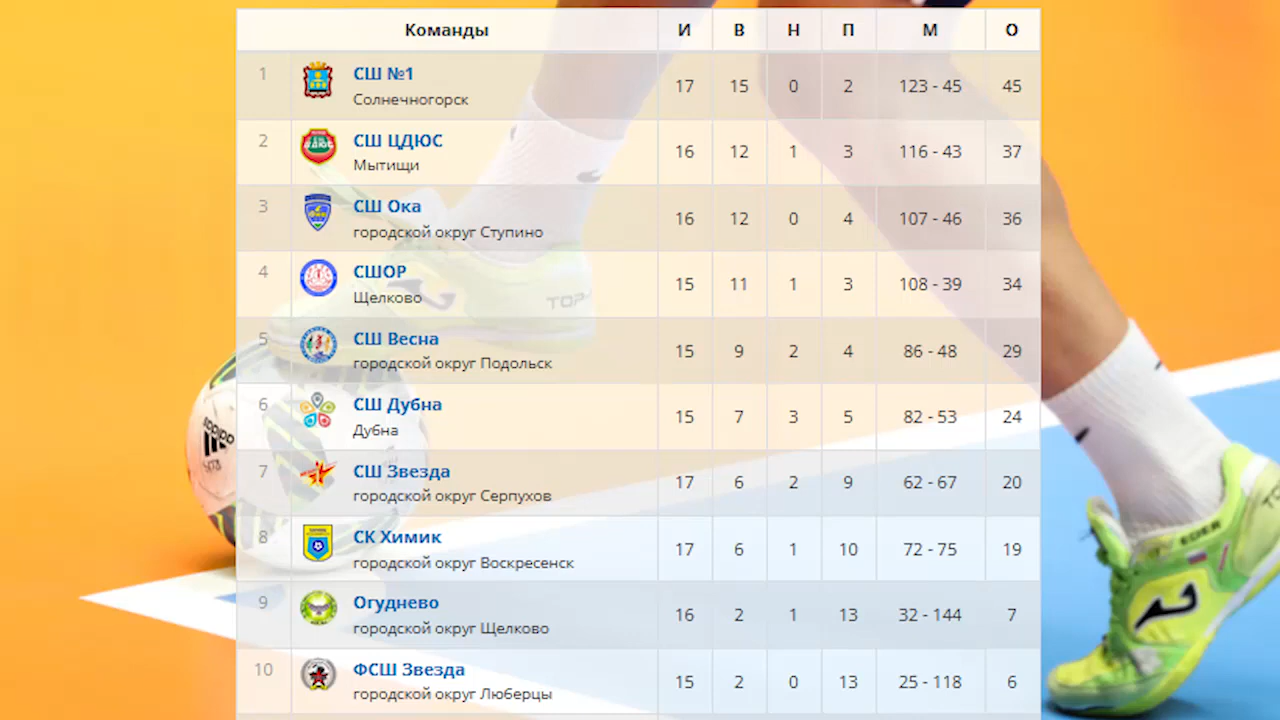 Команды И В Н П М О
1 СШ №1 17 15 0 2 123 - 45 45
Солнечногорск
2 СШ ЦДЮС 16 12 1 3 116 - 43 37
Мытищи
3 СШ Ока 16 12 0 4 107 - 46 36
городской округ Ступино
4 СШОР 15 11 1 3 108 - 39 34
Щелково
5 СШ Весна 15 9 2 4 86 - 48 29
городской округ Подольск
6 СШ Дубна 15 7 3 5 82 - 53 24
Дубна
7 СШ Звезда 17 6 2 9 62 - 67 20
городской округ Серпухов
8 СК Химик 17 6 1 10 72 - 75 19
городской округ Воскресенск
9 Огуднево 16 2 1 13 32 - 144 7
городской округ Щелково
10 ФСШ Звезда 15 2 0 13 25 - 118 6
городской округ Люберцы
adidas
TOP